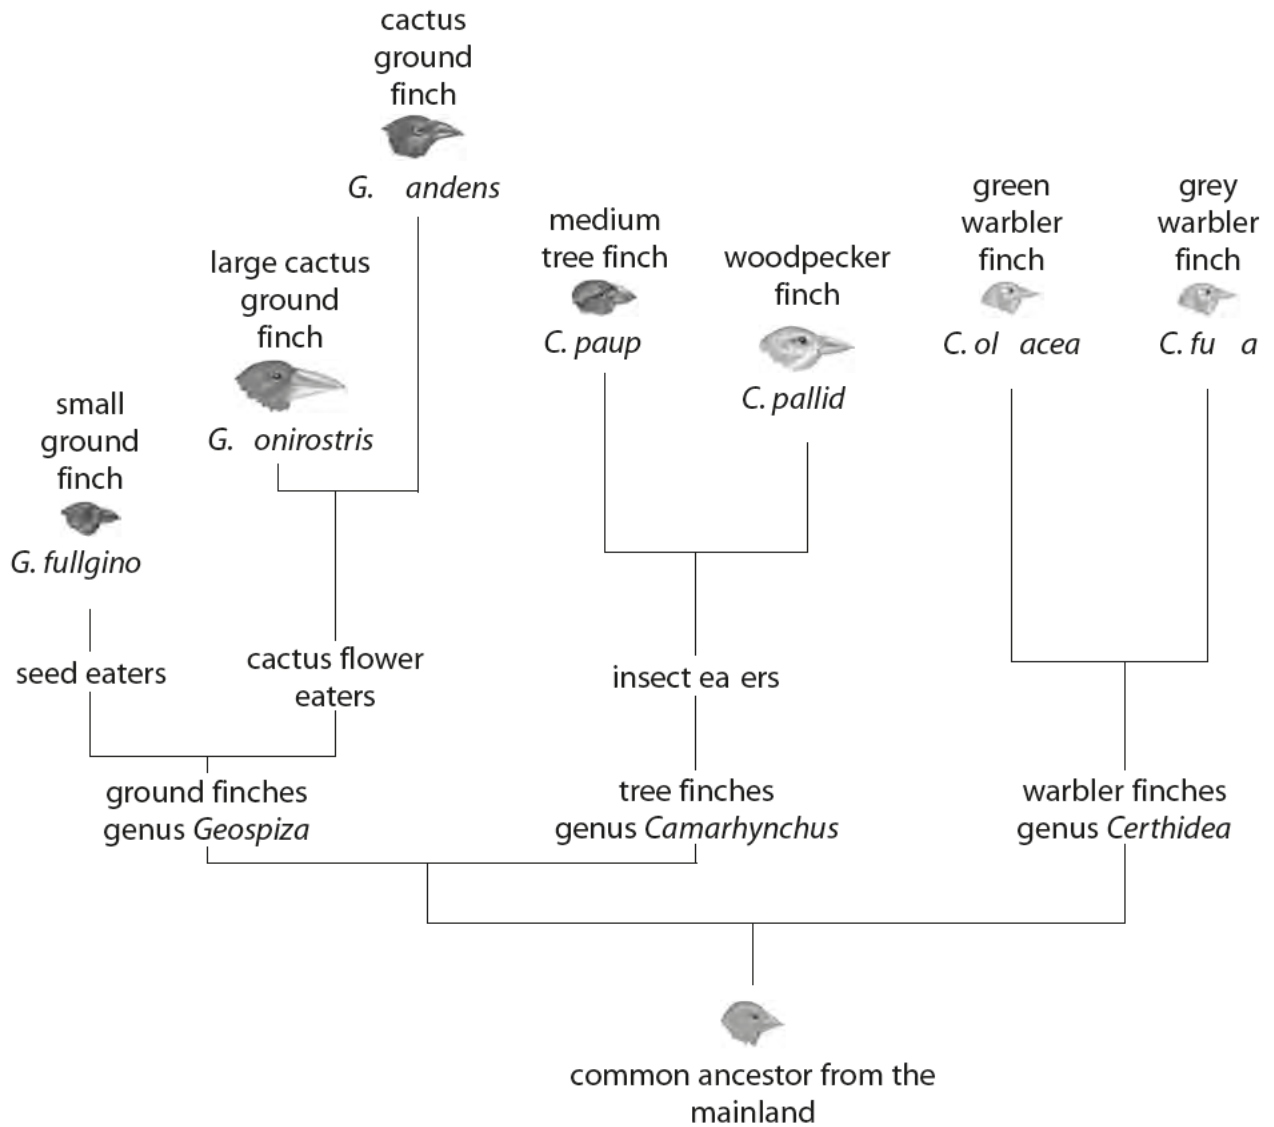 cactus
ground
finch
G. andens
large cactus
ground
finch
G. onirostris
small
ground
finch
G. fullgino
medium
tree finch
C. paup
woodpecker
finch
C. pallid
green
warbler
finch
C. ol acea
grey
warbler
finch
C. fu a
seed eaters
cactus flower
eaters
insect ea ers
ground finches
genus Geospiza
tree finches
genus Camarhynchus
warbler finches
genus Certhidea
common ancestor from the
mainland